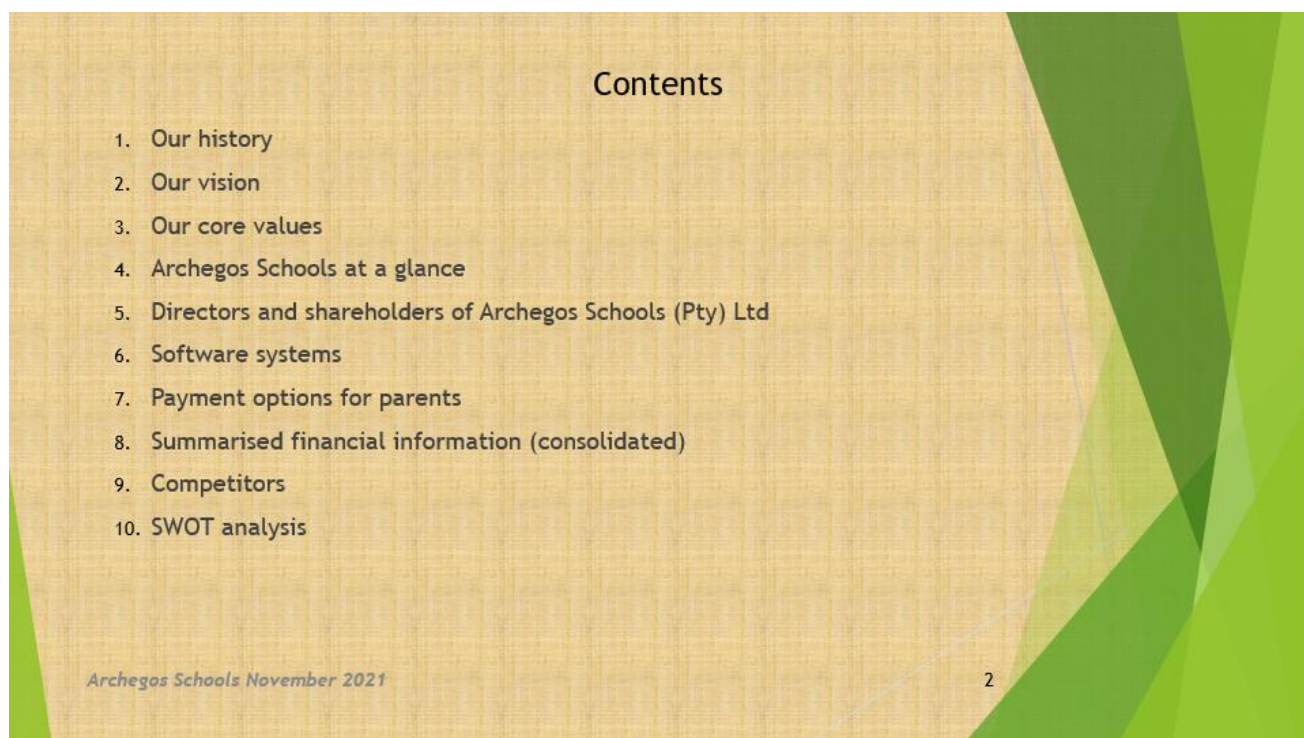 Contents
1. Our history
2. Our vision
3. Our core values
4. Archegos Schools at a glance
5. Directors and shareholders of Archegos Schools (Pty) Ltd
6. Software systems
7. Payment options for parents
8. Summarised financial information (consolidated)
9. Competitors
10. SWOT analysis
Archegos Schools November 2021
2